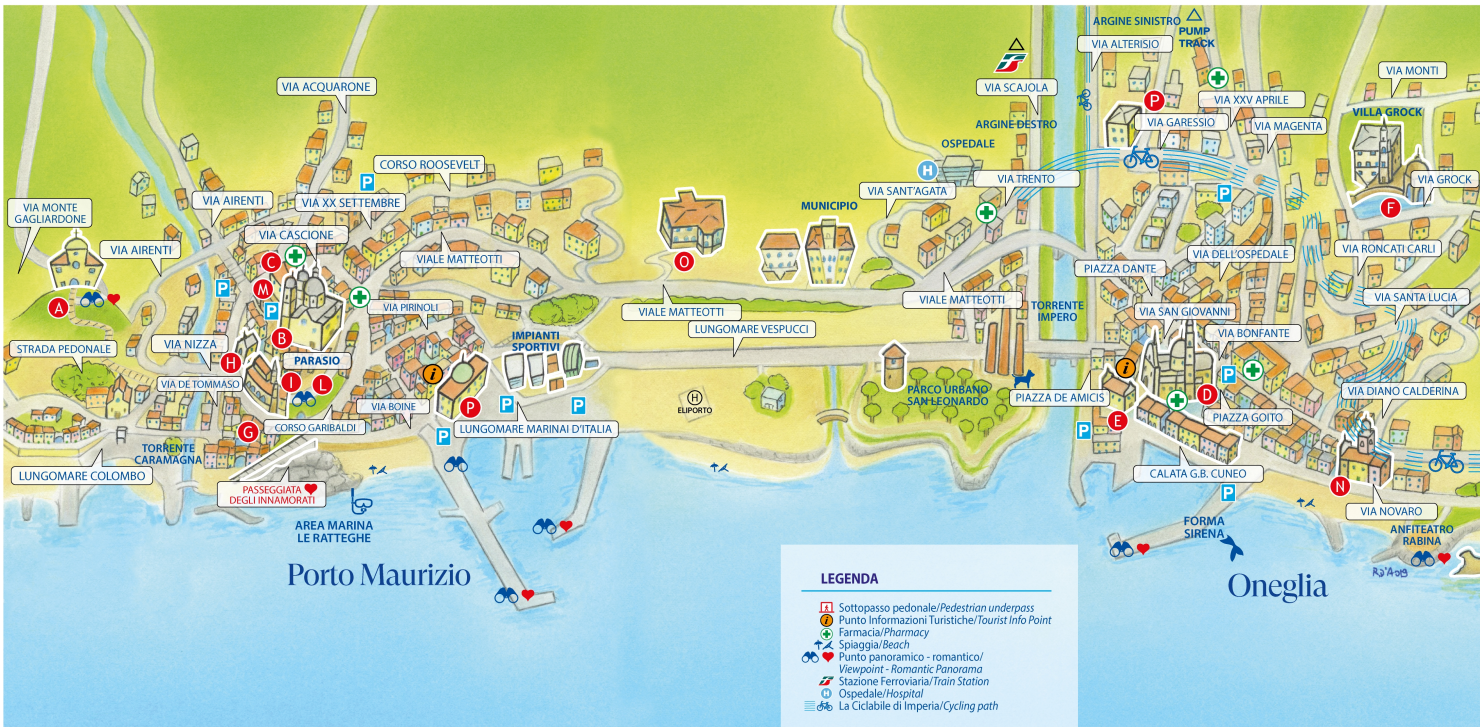 ARGINE SINISTRO
PUMP
TRACK
VIA ALTERISIO
VIA MONTI
VIA ACQUARONE
VIA SCAJOLA
P
VIA XXV APRILE
VILLA GROCK
ARGINE DESTRO
VIA GARESSIO
VIA MAGENTA
OSPEDALE
H
CORSO ROOSEVELT
P
VIA TRENTO
VIA GROCK
VIA SANT'AGATA
P
F
VIA MONTE
GAGLIARDONE
VIA AIRENTI
VIA XX SETTEMBRE
MUNICIPIO
VIA CASCIONE
VIA AIRENTI
C
VIALE MATTEOTTI
O
PIAZZA DANTE
VIA DELL'OSPEDALE
VIA RONCATI CARLI
A
P
M
P
VIA PIRINOLI
VIALE MATTEOTTI
VIALE MATTEOTTI
TORRENTE
IMPERO
VIA SAN GIOVANNI
VIA SANTA LUCIA
LUNGOMARE VESPUCCI
VIA BONFANTE
STRADA PEDONALE
VIA NIZZA
B
IMPIANTI
SPORTIVI
H
PARASIO
i
i
P
VIA DE TOMMASO
I
L
H
ELIPORTO
PARCO URBANO
SAN LEONARDO
PIAZZA DE AMICIS
D
VIA DIANO CALDERINA
VIA BOINE
P
P
P
E
PIAZZA GOITO
G
CORSO GARIBALDI
P
LUNGOMARE MARINAI D'ITALIA
P
TORRENTE
CARAMAGNA
LUNGOMARE COLOMBO
CALATA G.B. CUNEO
PASSEGGIATA
DEGLI INNAMORATI
P
N
VIA NOVARO
AREA MARINA
LE RATTEGHE
FORMA
SIRENA
ANFITEATRO
RABINA
Porto Maurizio
Oneglia
LEGENDA
Sottopasso pedonale/Pedestrian underpass
i Punto Informazioni Turistiche/Tourist Info Point
Farmacia/Pharmacy
Spiaggia/Beach
Punto panoramico - romantico/
Viewpoint - Romantic Panorama
Stazione Ferroviaria/Train Station
H Ospedale/Hospital
La Ciclabile di Imperia/Cycling path